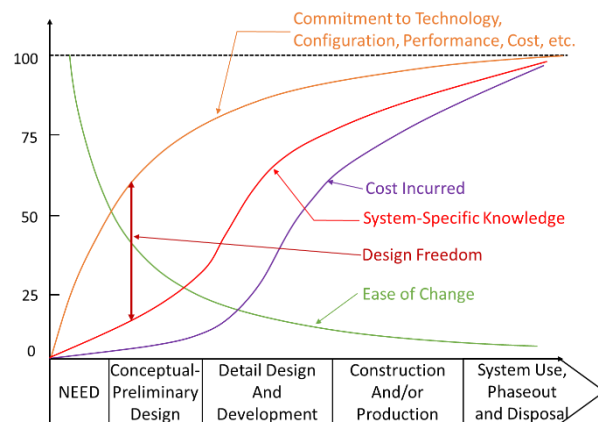 Commitment to Technology,
Configuration, Performance, Cost, etc.
100
75
50
25
0
Cost Incurred
System-Specific Knowledge
Design Freedom
Ease of Change
NEED
Conceptual-
Preliminary
Design
Detail Design
And
Development
Construction
And/or
Production
System Use,
Phaseout
and Disposal